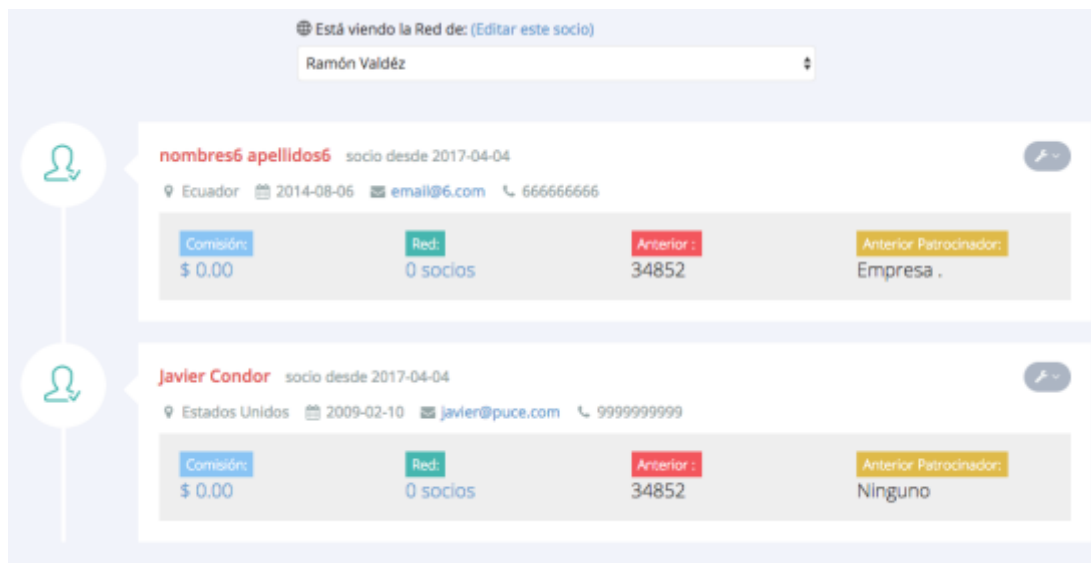 Está viendo la Red de: (Editar este socio)
Ramón Valdéz
nombres6 apellidos6 socio desde 2017-04-04
Ecuador 2014-08-06 email@6.com 666666666
Comisión: Red: Anterior : Anterior Patrocinador:
$ 0.00 0 socios 34852 Empresa .
Javier Condor socio desde 2017-04-04
Estados Unidos 2009-02-10 javier@puce.com 9999999999
Comisión: Red: Anterior : Anterior Patrocinador:
$ 0.00 0 socios 34852 Ninguno